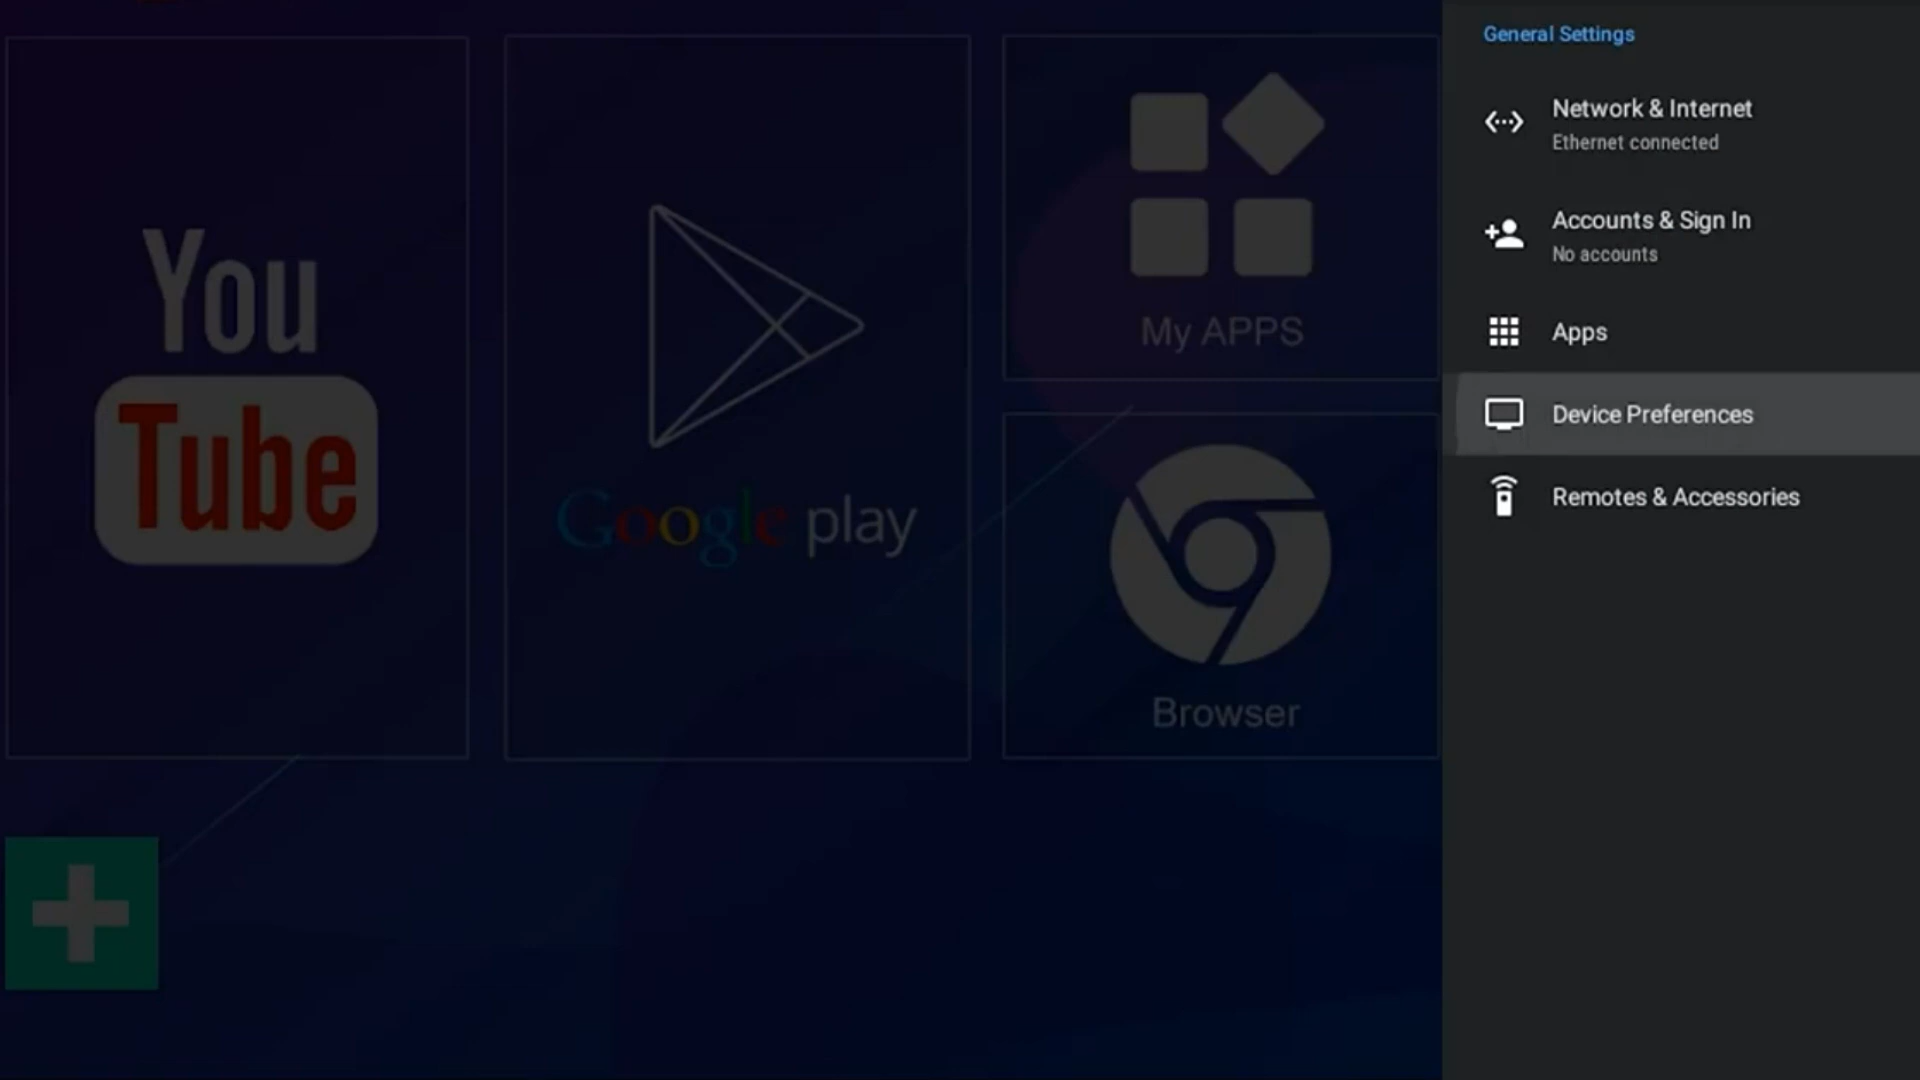 You
Tube
Google play
My APPS
Browser
General Settings
Network & Internet
Ethernet connected
Accounts & Sign In
No accounts
Apps
Device Preferences
Remotes & Accessories